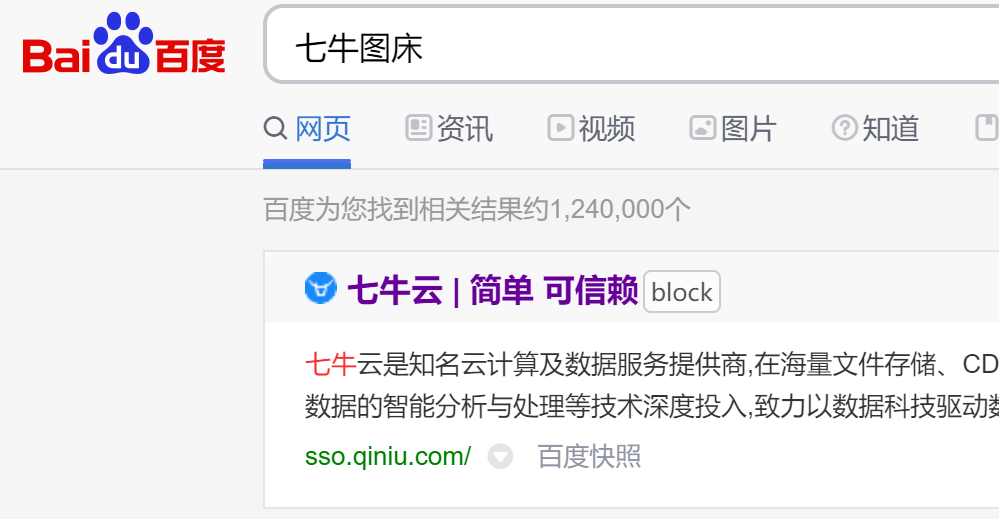 Bai du 百度 七牛图床
网页 资讯 视频 图片 知道
百度为您找到相关结果约1,240,000个
七牛云 | 简单 可信赖 block
七牛云是知名云计算及数据服务提供商,在海量文件存储、CD
数据的智能分析与处理等技术深度投入,致力以数据科技驱动数
sso.qiniu.com/ 百度快照